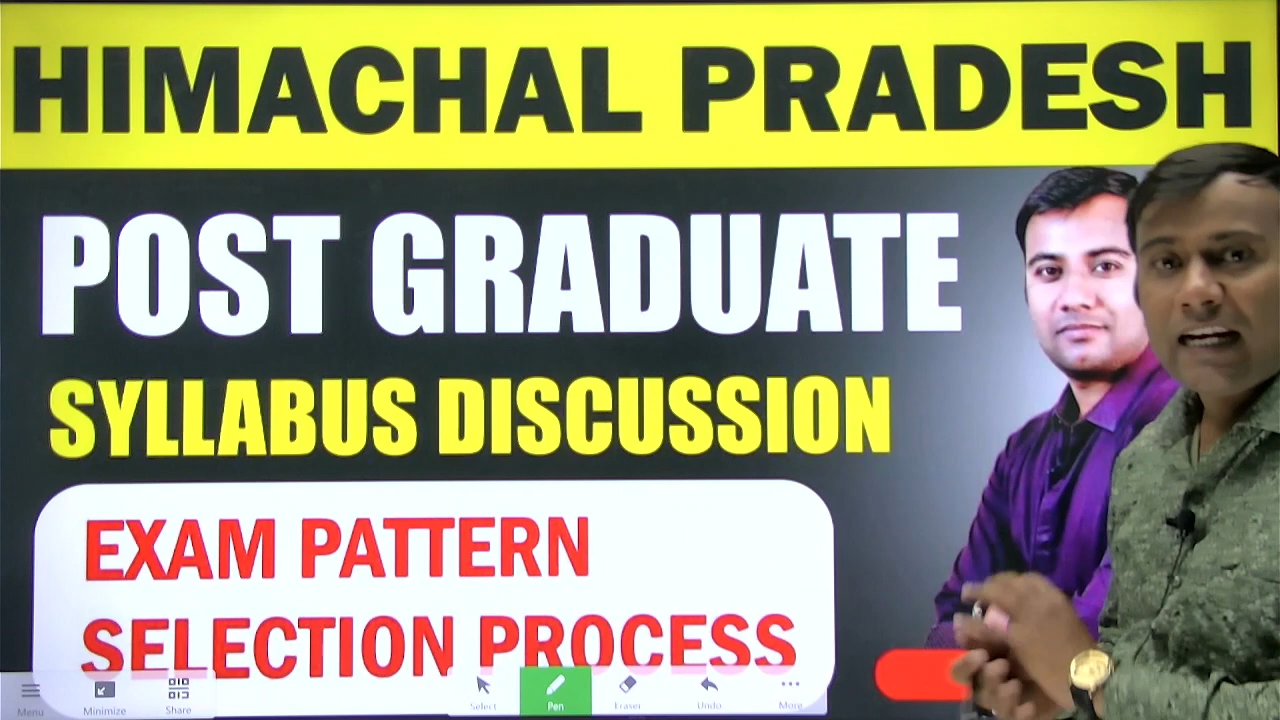 HIMACHAL PRADESH
POST GRADUATE
SYLLABUS DISCUSSION
EXAM PATTERN
SELECTION PROCESS
Menu
Minimize
Share
Select
Pen
Eraser
Undo
More